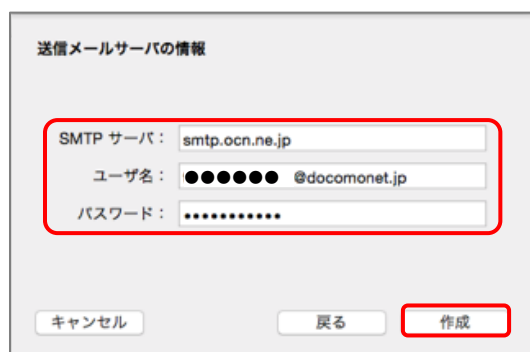 送信メールサーバの情報
SMTP サーバ： smtp.ocn.ne.jp
ユーザ名： ●●●●●● @docomonet.jp
パスワード： •••••••••••
キャンセル 戻る 作成